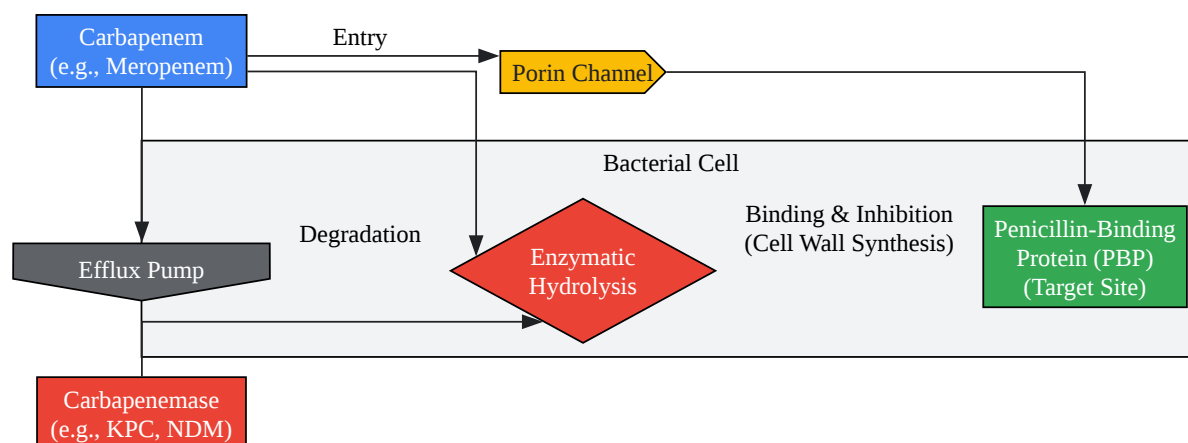 Carbapenem
(e.g., Meropenem)
Entry
Porin Channel
Bacterial Cell
Degradation
Binding & Inhibition
(Cell Wall Synthesis)
Penicillin-Binding
Protein (PBP)
(Target Site)
Efflux Pump
Enzymatic
Hydrolysis
Carbapenemase
(e.g., KPC, NDM)